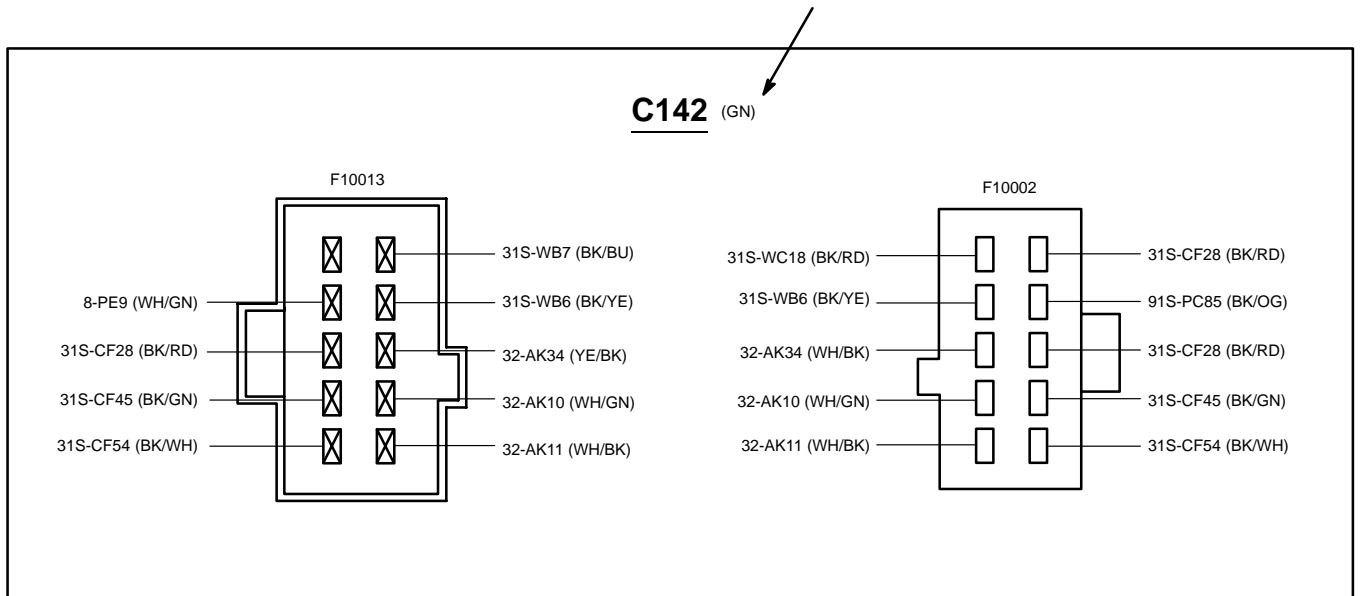 C142 (GN)
F10013
31S-WB7 (BK/BU)
8-PE9 (WH/GN)
31S-WB6 (BK/YE)
31S-CF28 (BK/RD)
32-AK34 (YE/BK)
31S-CF45 (BK/GN)
32-AK10 (WH/GN)
31S-CF54 (BK/WH)
32-AK11 (WH/BK)
F10002
31S-WC18 (BK/RD)
31S-CF28 (BK/RD)
31S-WB6 (BK/YE)
91S-PC85 (BK/OG)
32-AK34 (WH/BK)
31S-CF28 (BK/RD)
32-AK10 (WH/GN)
31S-CF45 (BK/GN)
32-AK11 (WH/BK)
31S-CF54 (BK/WH)